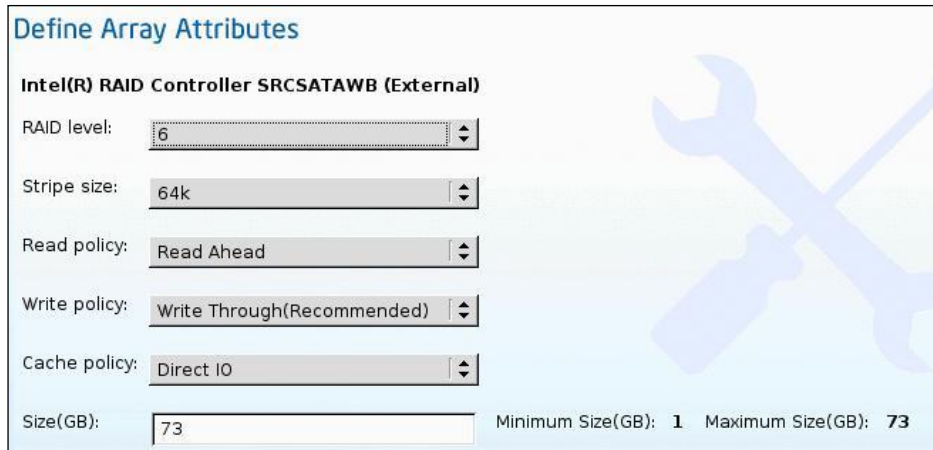 Define Array Attributes
Intel(R) RAID Controller SRCSATAWB (External)
RAID level: 6
Stripe size: 64k
Read policy: Read Ahead
Write policy: Write Through(Recommended)
Cache policy: Direct IO
Size(GB): 73 Minimum Size(GB): 1 Maximum Size(GB): 73